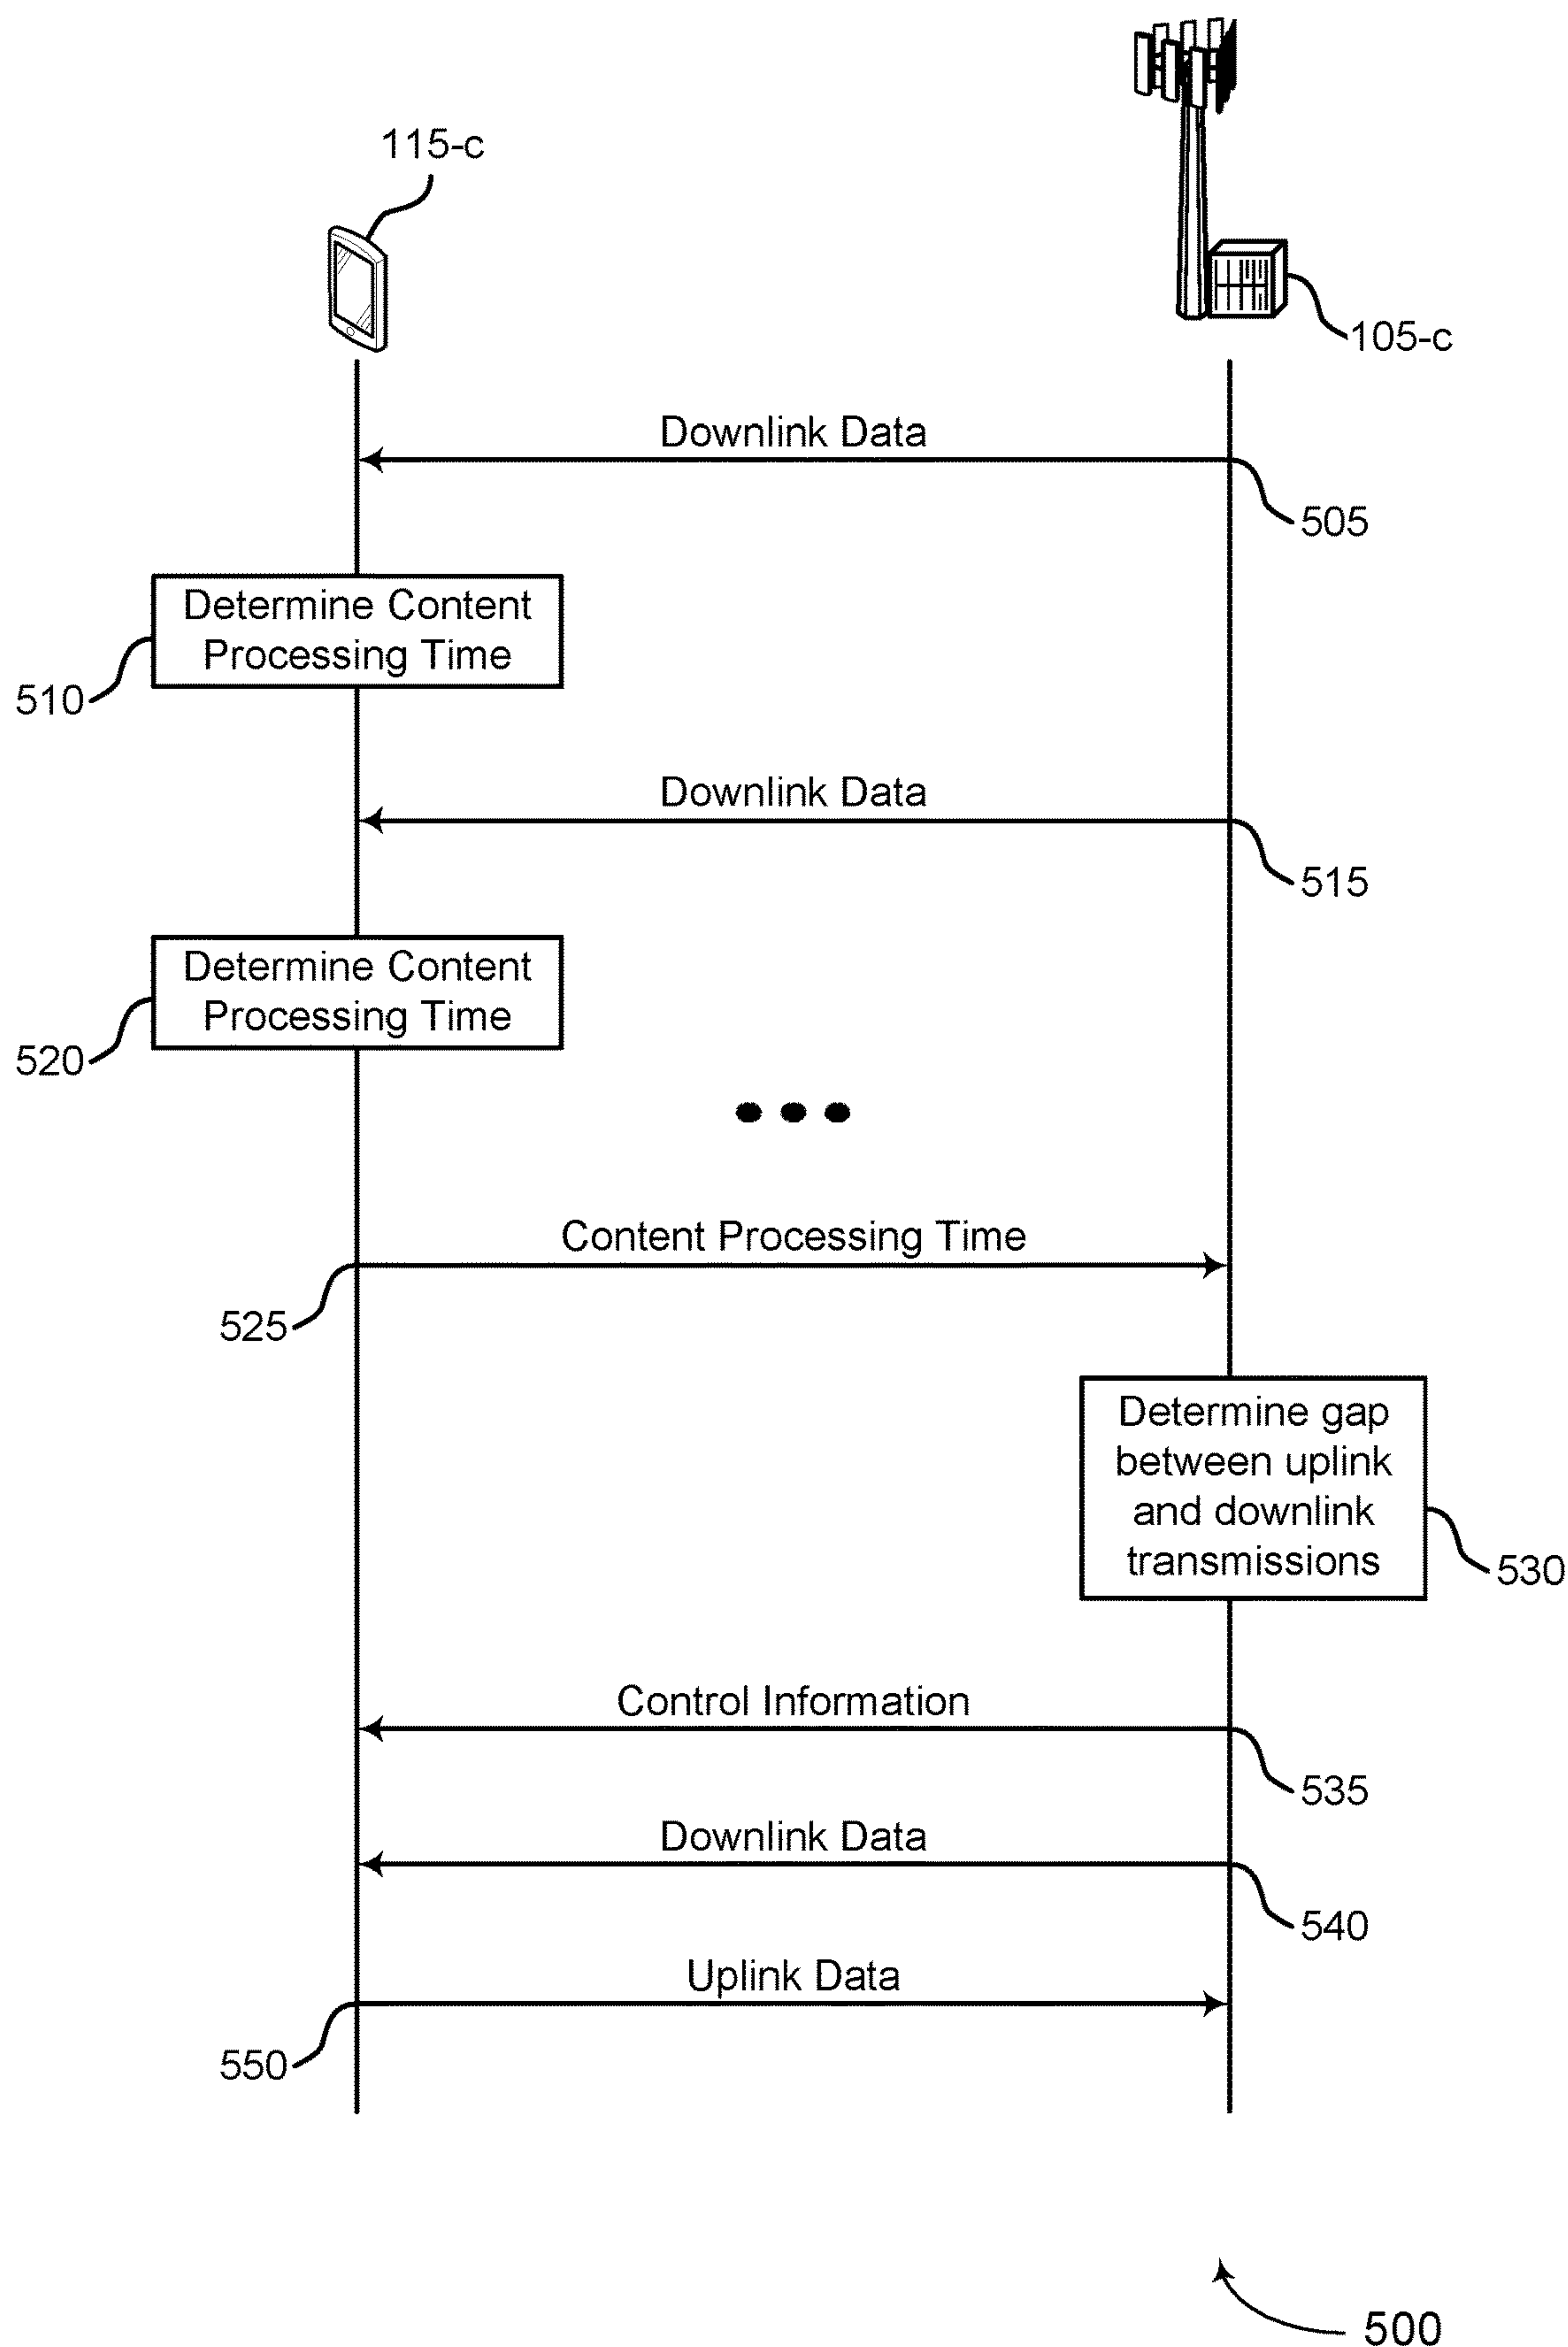 115-c
105-c
Downlink Data
505
Determine Content
Processing Time
510
Downlink Data
515
Determine Content
Processing Time
520
Content Processing Time
525
Determine gap
between uplink
and downlink
transmissions
530
Control Information
535
Downlink Data
540
Uplink Data
550
500